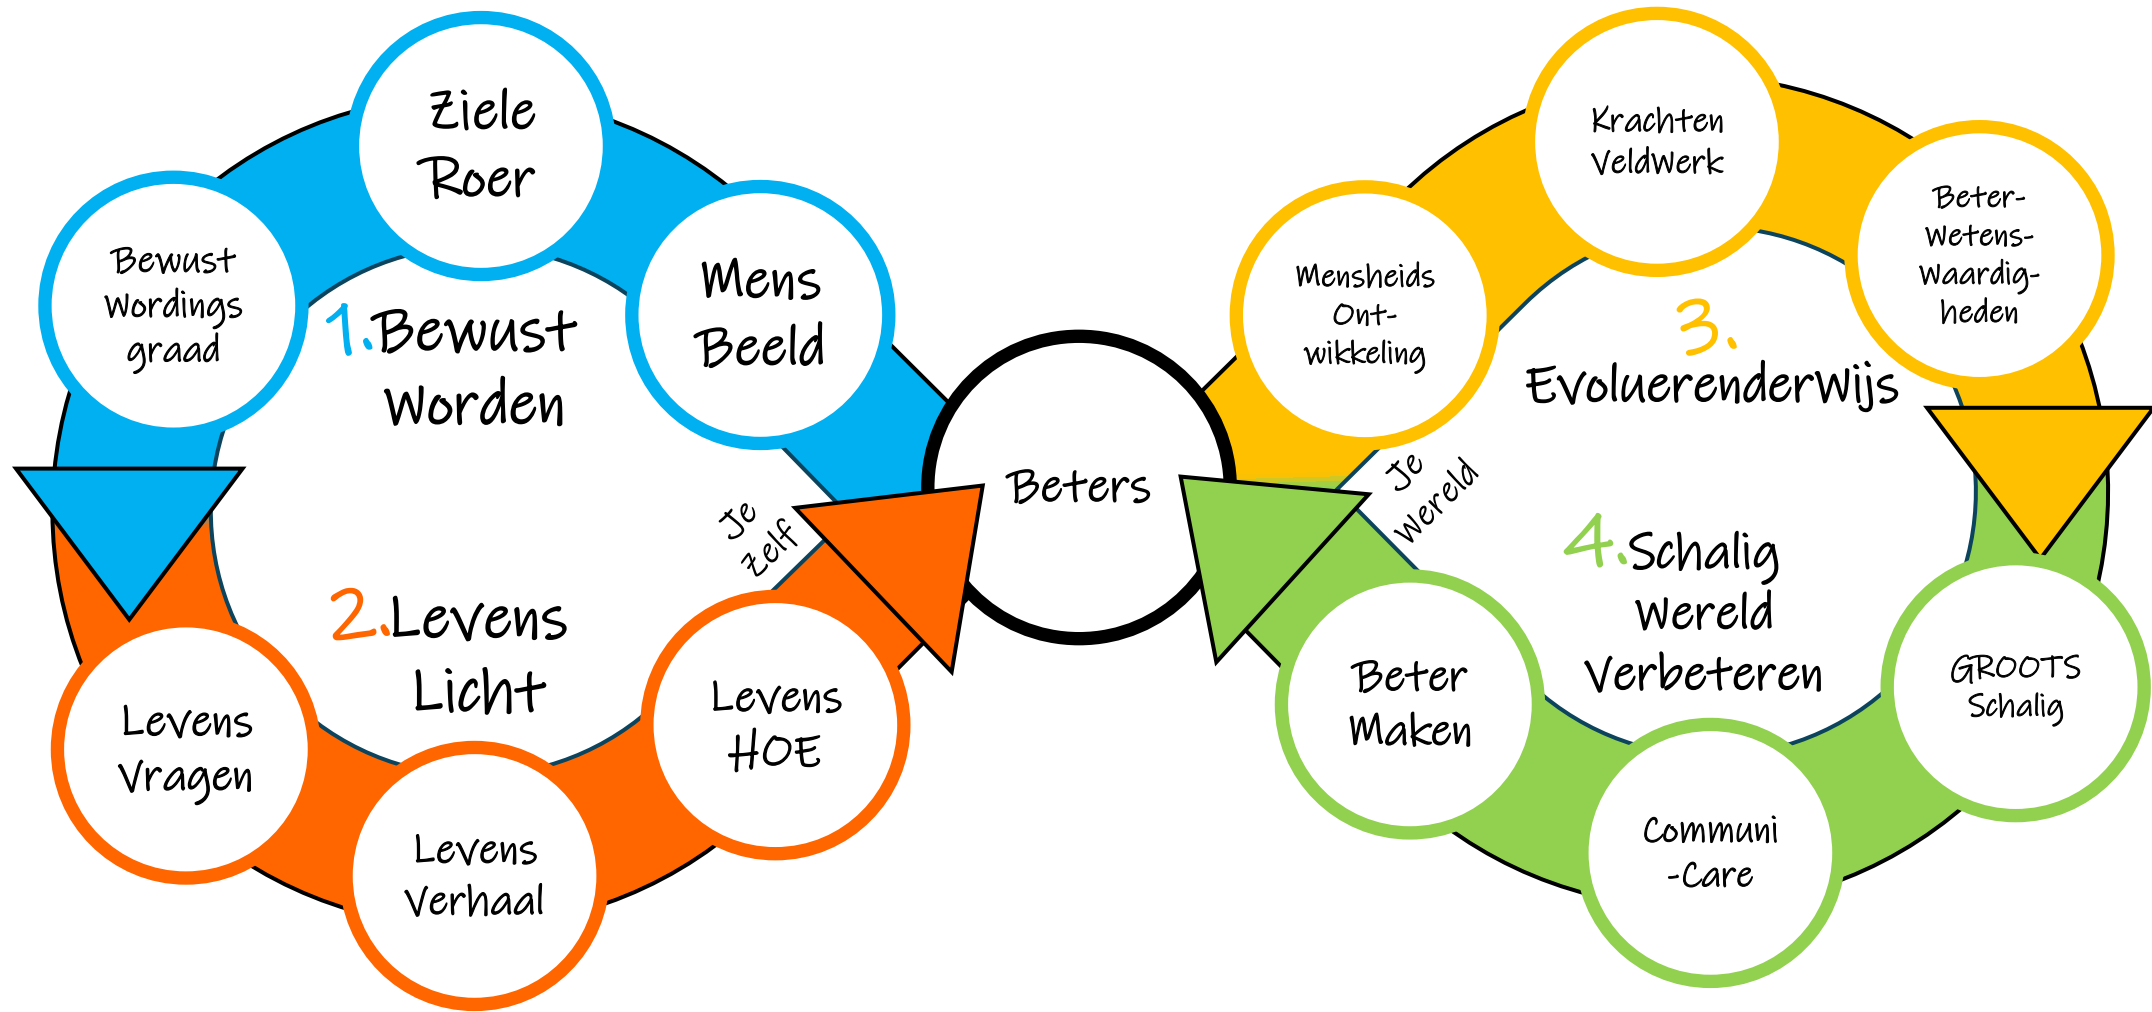 Ziele
Roer
Bewust
Wordings
graad
Mens
Beeld
1.Bewust
Worden
2.Levens
Licht
Levens
Vragen
Levens
Verhaal
Levens
HOE
Je
Zelf
Beters
Je
Wereld
Mensheids
Ont-
wikkeling
Krachten
VeldWerk
Beter-
Wetens-
Waardig-
heden
3.
EvoluerenderWijs
4.Schalig
Wereld
Verbeteren
GROOTS
Schalig
Communi
-Care
Beter
Maken